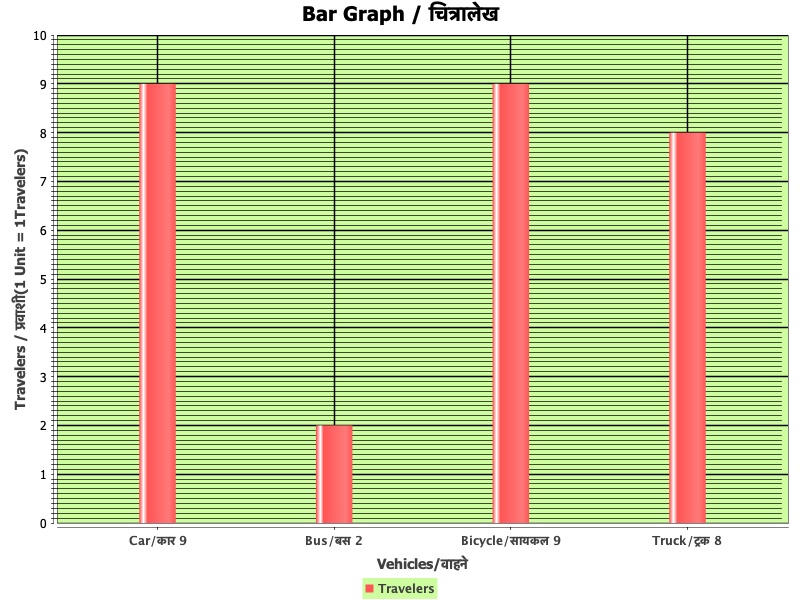 Bar Graph / चित्रालेख
Travelers / प्रवाशी(1 Unit = 1Travelers)
10
9
8
7
6
5
4
3
2
1
0
Car/कार 9 Bus/बस 2 Bicycle/सायकल 9 Truck/ट्रक 8
Vehicles/वाहने
Travelers